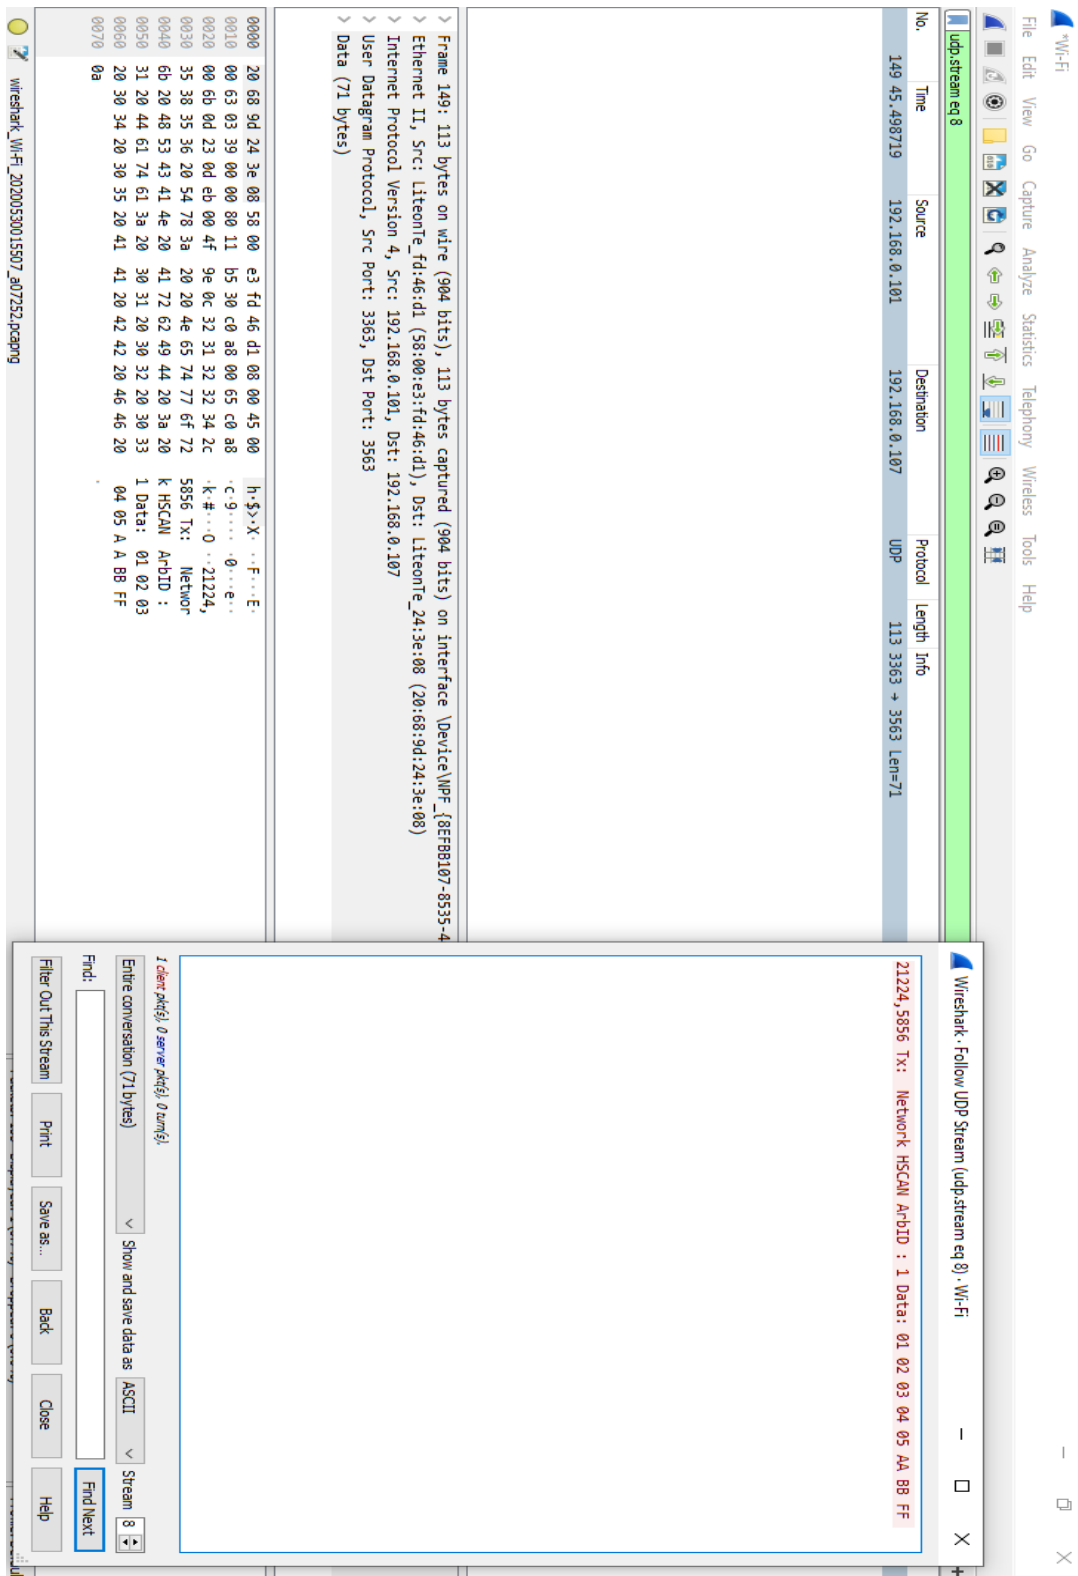 *Wi-Fi
File Edit View Go Capture Analyze Statistics Telephony Wireless Tools Help
udp.stream eq 8
No. Time Source Destination Protocol Length Info
149 45.498719 192.168.0.101 192.168.0.107 UDP 113 3363 → 3563 Len=71
Frame 149: 113 bytes on wire (904 bits), 113 bytes captured (904 bits) on interface \Device\NPF_{8EFBB107-8535-4
Ethernet II, Src: LiteonTe_fd:46:d1 (58:00:e3:fd:46:d1), Dst: LiteonTe_24:3e:08 (20:68:9d:24:3e:08)
Internet Protocol Version 4, Src: 192.168.0.101, Dst: 192.168.0.107
User Datagram Protocol, Src Port: 3363, Dst Port: 3563
Data (71 bytes)
0000 20 68 9d 24 3e 08 58 00 e3 fd 46 d1 08 00 45 00 h·$>·X· ··F···E·
0010 00 63 03 39 00 00 80 11 b5 30 c0 a8 00 65 c0 a8 ·c·9···· ·0···e··
0020 00 6b 0d 23 0d eb 00 4f 9e 0c 32 31 32 32 34 2c ·k·#···O ··21224,
0030 35 38 35 36 20 54 78 3a 20 20 4e 65 74 77 6f 72 5856 Tx: Networ
0040 6b 20 48 53 43 41 4e 20 41 72 62 49 44 20 3a 20 k HSCAN ArbID :
0050 31 20 44 61 74 61 3a 20 30 31 20 30 32 20 30 33 1 Data: 01 02 03
0060 20 30 34 20 30 35 20 41 41 20 42 42 20 46 46 20 04 05 A A BB FF
0070 0a ·
wireshark_Wi-Fi_20200530015507_a07252.pcapng
Wireshark · Follow UDP Stream (udp.stream eq 8) · Wi-Fi
21224,5856 Tx: Network HSCAN ArbID : 1 Data: 01 02 03 04 05 AA BB FF
1 client pkt(s), 0 server pkt(s), 0 turn(s).
Entire conversation (71 bytes) Show and save data as ASCII Stream 8
Find: Find Next
Filter Out This Stream Print Save as... Back Close Help